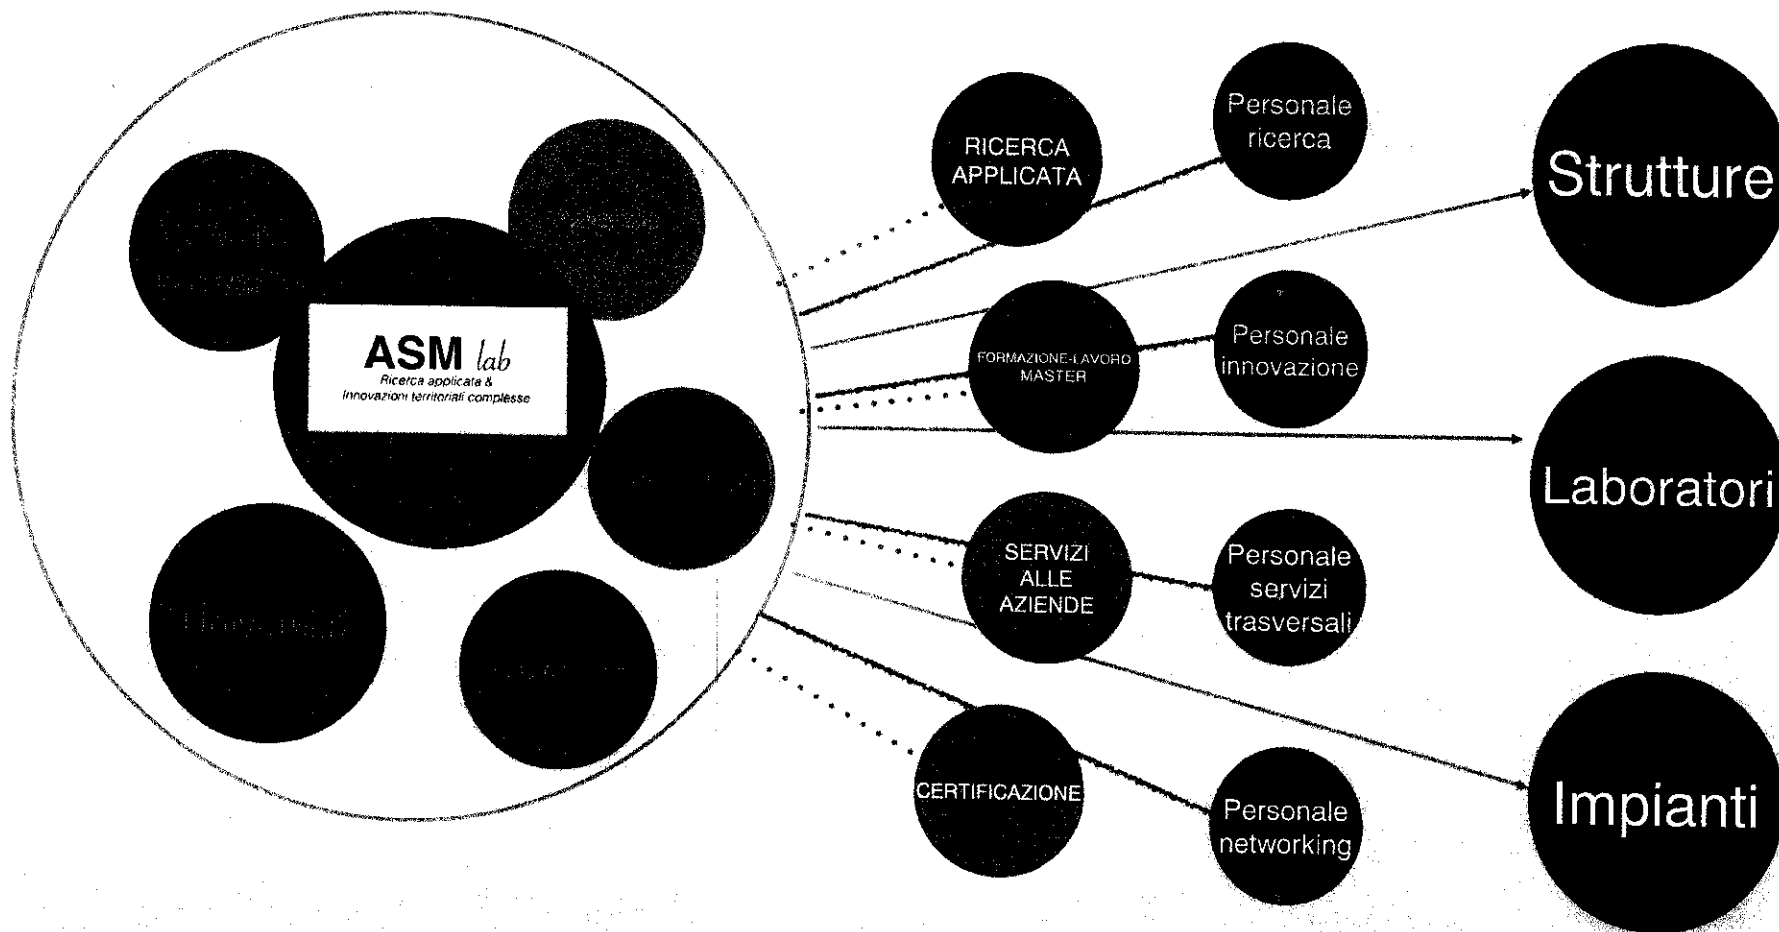 ASM lab
Ricerca applicata &
Innovazioni territoriali complesse
RICERCA
APPLICATA
Personale
ricerca
Strutture
FORMAZIONE-LAVORO
MASTER
Personale
innovazione
Laboratori
SERVIZI
ALLE
AZIENDE
Personale
servizi
trasversali
CERTIFICAZIONE
Personale
networking
Impianti